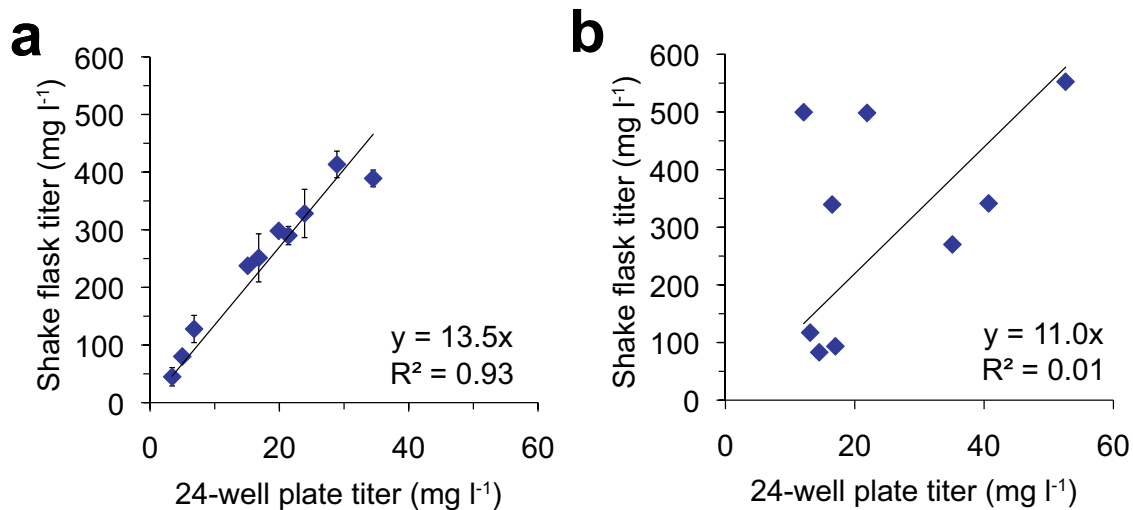 a
600
500
400
300
200
100
0
Shake flask titer (mg l⁻¹)
y = 13.5x
R² = 0.93
0 20 40 60
24-well plate titer (mg l⁻¹)
b
600
500
400
300
200
100
0
Shake flask titer (mg l⁻¹)
y = 11.0x
R² = 0.01
0 20 40 60
24-well plate titer (mg l⁻¹)